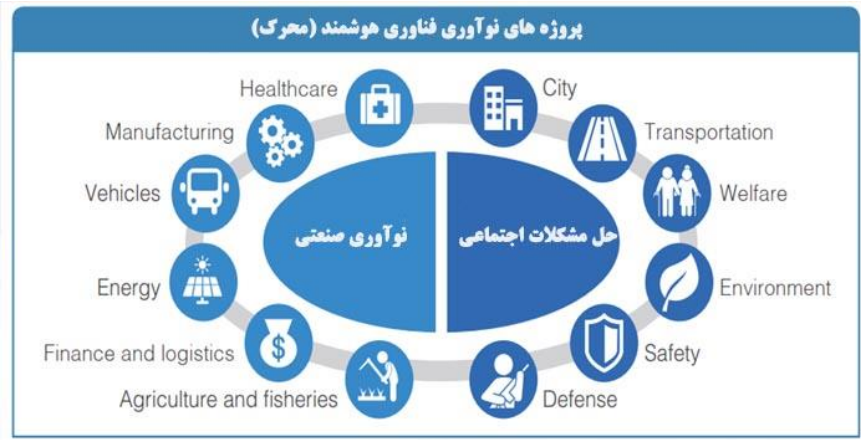 پروژه های نوآوری فناوری هوشمند (محرک)
Healthcare
City
Manufacturing
Transportation
Vehicles
Welfare
نوآوری صنعتی
حل مشکلات اجتماعی
Energy
Environment
Finance and logistics
$
Safety
Agriculture and fisheries
Defense